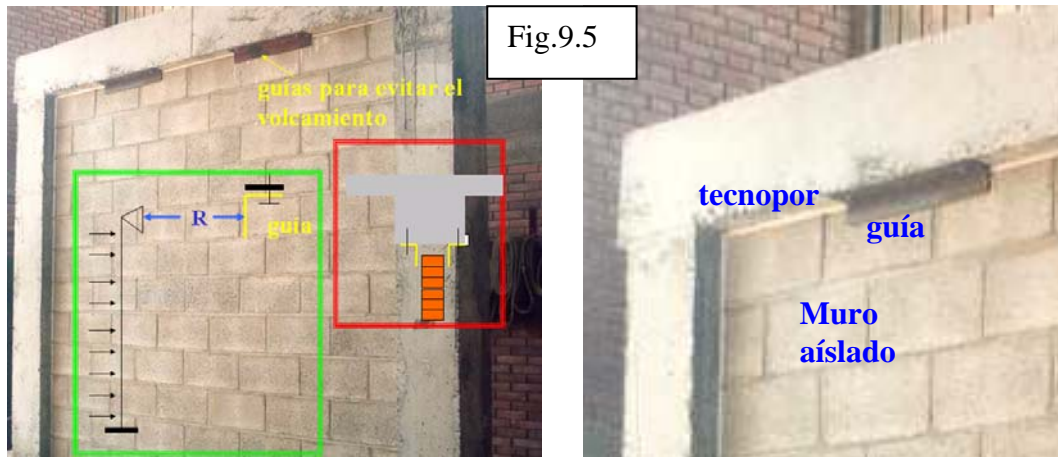 Fig.9.5
guías para evitar el
volcamiento
R
guía
tecnopor
guía
Muro
aíslado